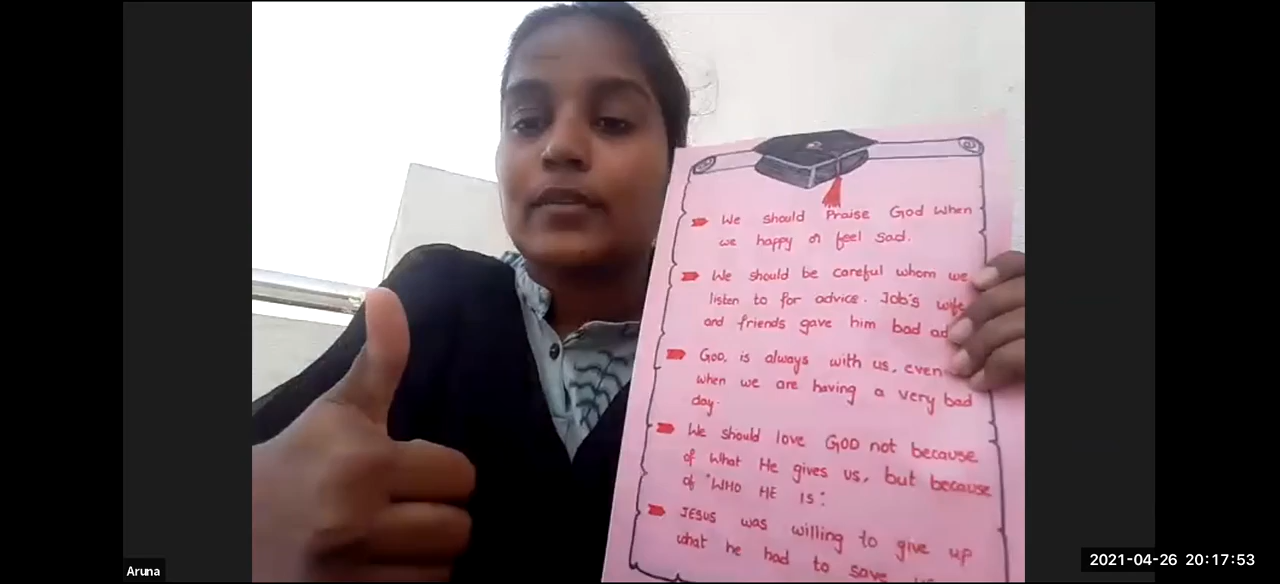 We should Praise God when
we happy or feel sad.
We should be careful whom we
listen to for advice. Job's wife
and friends gave him bad ad
GOD, is always with us, even
when we are having a very bad
day.
We should love GOD not because
of what He gives us, but because
of "WHO HE IS".
JESUS was willing to give up
what he had to save
Aruna
2021-04-26 20:17:53